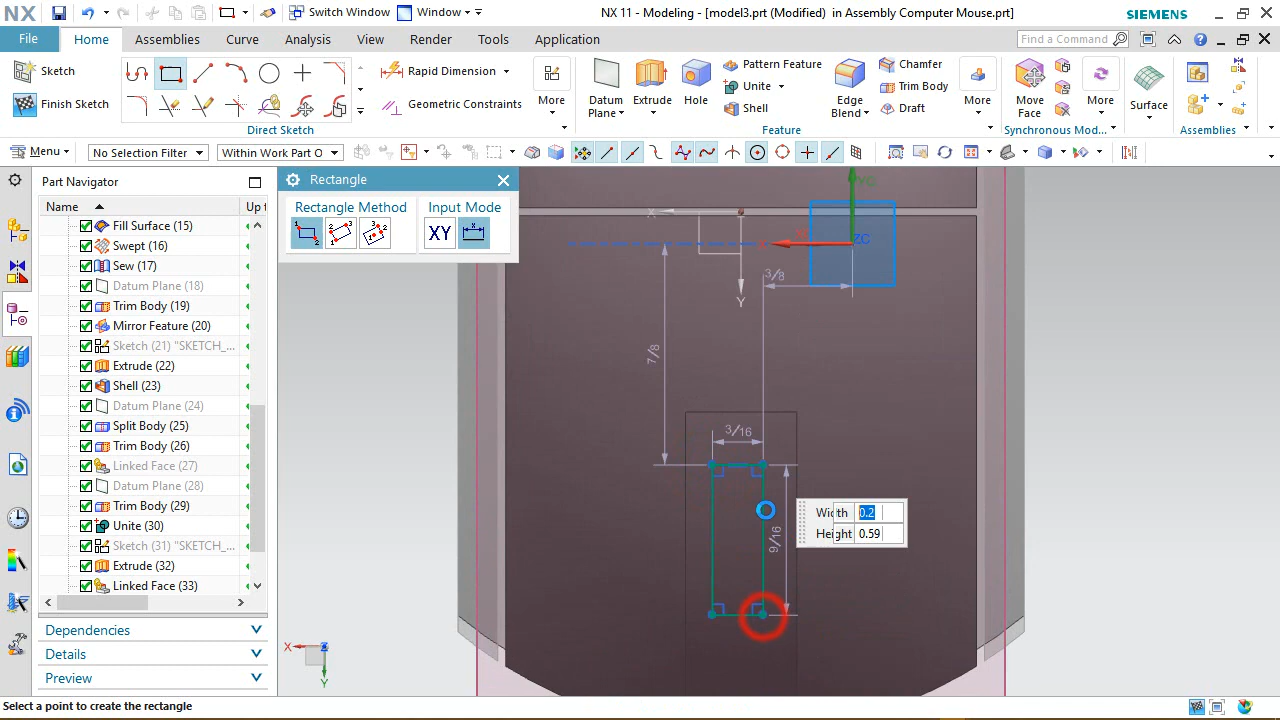 NX
Switch Window
Window
NX 11 - Modeling - [model3.prt (Modified) in Assembly Computer Mouse.prt]
SIEMENS
File
Home
Assemblies
Curve
Analysis
View
Render
Tools
Application
Find a Command
Sketch
Finish Sketch
Direct Sketch
Rapid Dimension
Geometric Constraints
More
Datum Plane
Extrude
Hole
Pattern Feature
Unite
Shell
Edge Blend
Chamfer
Trim Body
Draft
More
Feature
Move Face
More
Synchronous Mod...
Surface
Assemblies
Menu
No Selection Filter
Within Work Part O
Part Navigator
Name
Up t
Fill Surface (15)
Swept (16)
Sew (17)
Datum Plane (18)
Trim Body (19)
Mirror Feature (20)
Sketch (21) "SKETCH_...
Extrude (22)
Shell (23)
Datum Plane (24)
Split Body (25)
Trim Body (26)
Linked Face (27)
Datum Plane (28)
Trim Body (29)
Unite (30)
Sketch (31) "SKETCH_...
Extrude (32)
Linked Face (33)
Dependencies
Details
Preview
Rectangle
Rectangle Method
Input Mode
XY
X
YC
ZC
Y
3/8
7/8
3/16
9/16
Width 0.2
Height 0.59
X
Z
Y
Select a point to create the rectangle